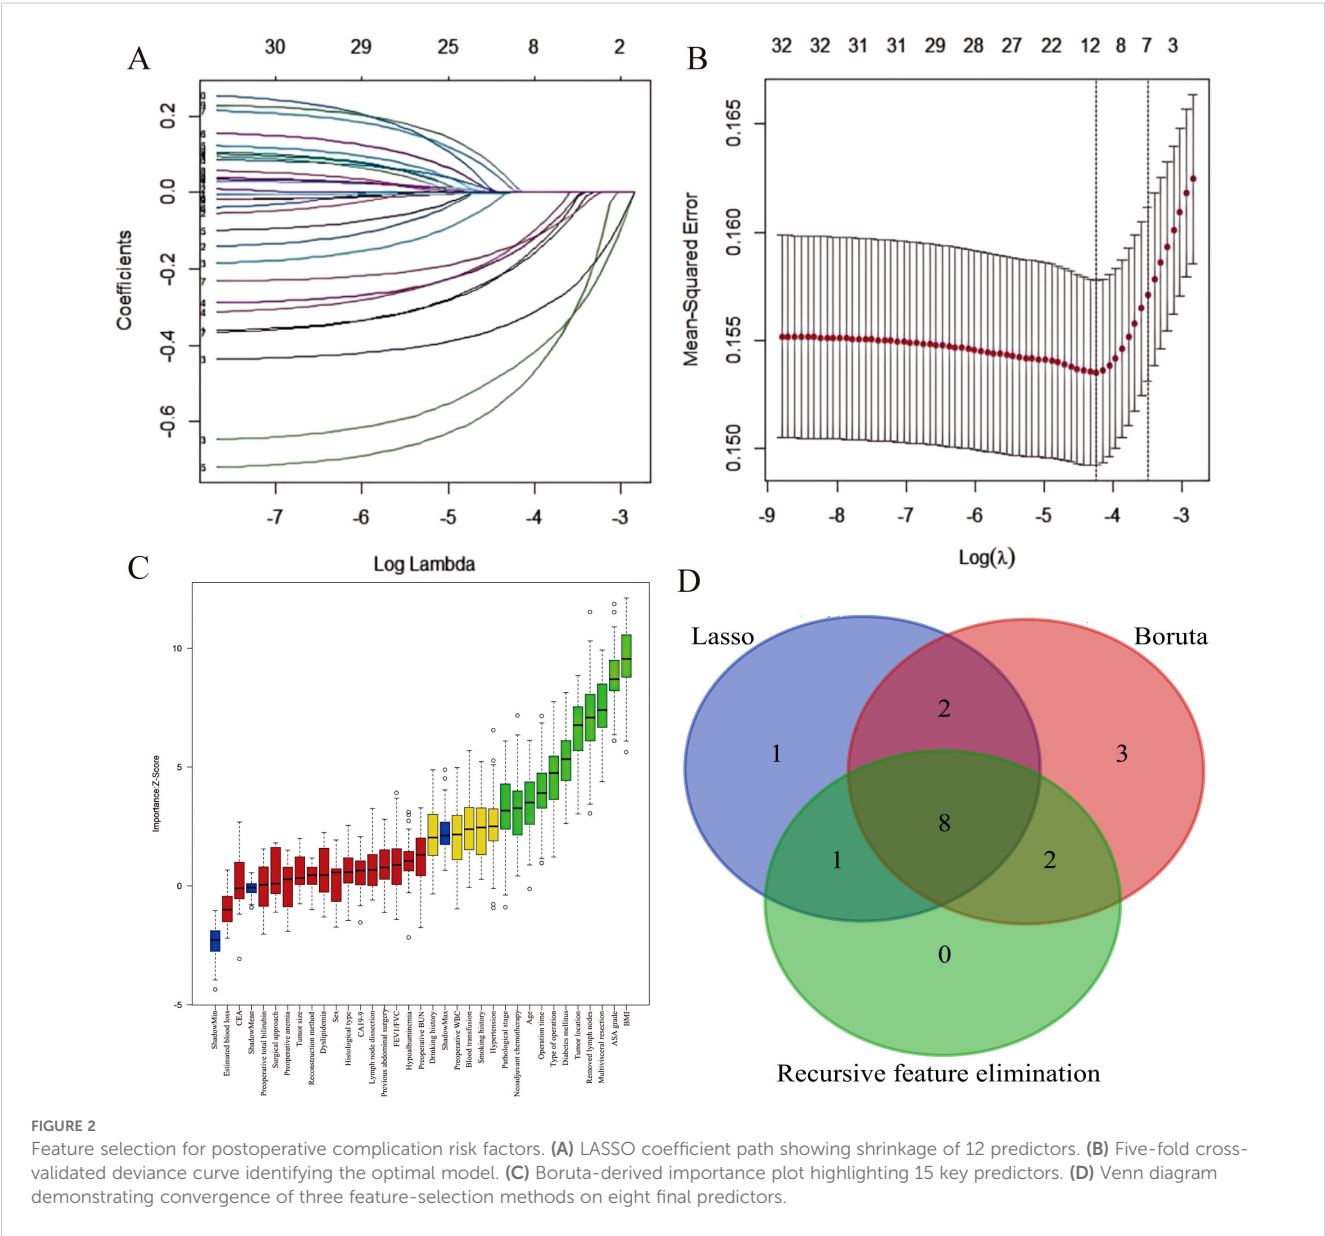 A
30 29 25 8 2
0.2
0.0
-0.2
-0.4
-0.6
Coefficients
-7 -6 -5 -4 -3
Log Lambda
B
32 32 31 31 29 28 27 22 12 8 7 3
0.165
0.160
0.155
0.150
Mean-Squared Error
-9 -8 -7 -6 -5 -4 -3
Log(λ)
C
10
5
0
-5
Importance:Z-Score
ShadowMin
Estimated blood loss
CEA
ShadowMean
Preoperative total bilirubin
Surgical approach
Preoperative anemia
Tumor size
Reconstruction method
Dyslipidemia
Sex
Histological type
CA19-9
Lymph node dissection
Previous abdominal surgery
FEV1/FVC
Hypoalbuminemia
Preoperative BUN
Drinking history
ShadowMax
Preoperative WBC
Blood transfusion
Smoking history
Hypertension
Pathological stage
Neoadjuvant chemotherapy
Age
Operation time
Type of operation
Diabetes mellitus
Tumor location
Removed lymph nodes
Multivisceral resection
ASA grade
BMI
D
Lasso
Boruta
2
1
3
8
1
2
0
Recursive feature elimination
FIGURE 2
Feature selection for postoperative complication risk factors. (A) LASSO coefficient path showing shrinkage of 12 predictors. (B) Five-fold cross-
validated deviance curve identifying the optimal model. (C) Boruta-derived importance plot highlighting 15 key predictors. (D) Venn diagram
demonstrating convergence of three feature-selection methods on eight final predictors.